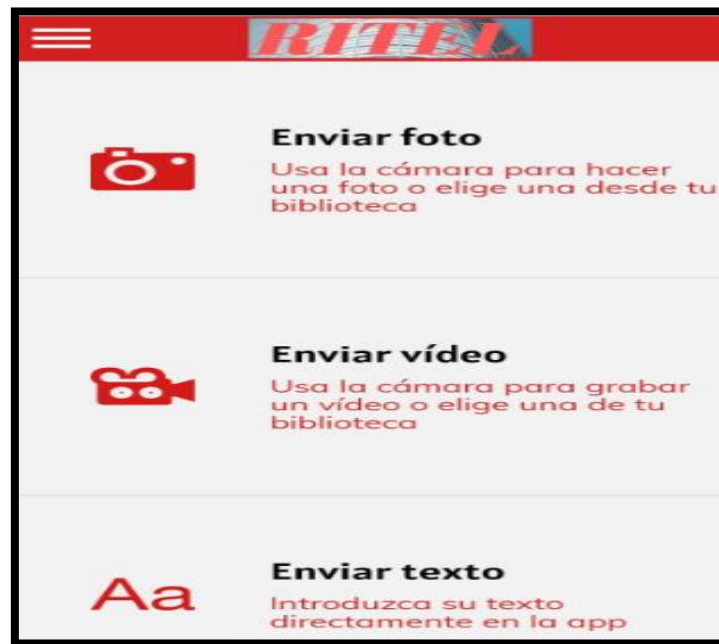 RITEL
Enviar foto
Usa la cámara para hacer
una foto o elige una desde tu
biblioteca
Enviar vídeo
Usa la cámara para grabar
un vídeo o elige una de tu
biblioteca
Aa
Enviar texto
Introduzca su texto
directamente en la app